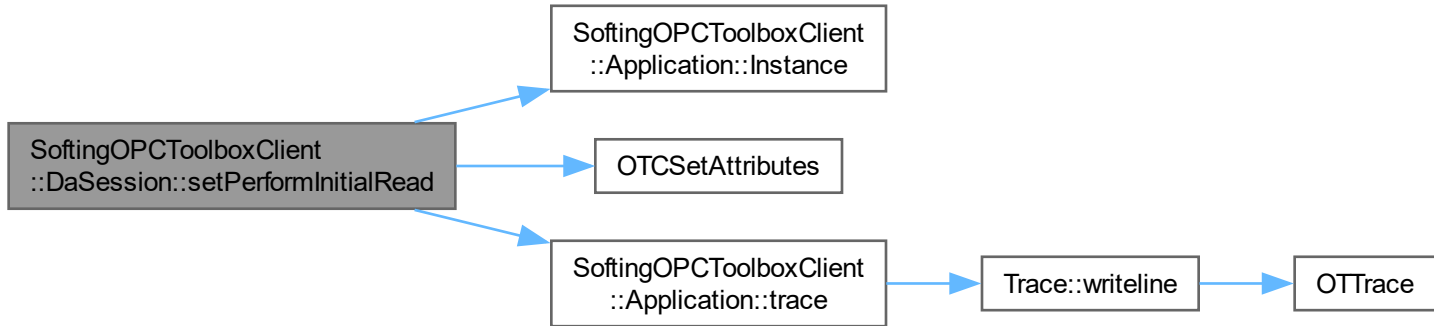 SoftingOPCToolboxClient
::DaSession::setPerformInitialRead
SoftingOPCToolboxClient
::Application::Instance
OTCSetAttributes
SoftingOPCToolboxClient
::Application::trace
Trace::writeline
OTTrace